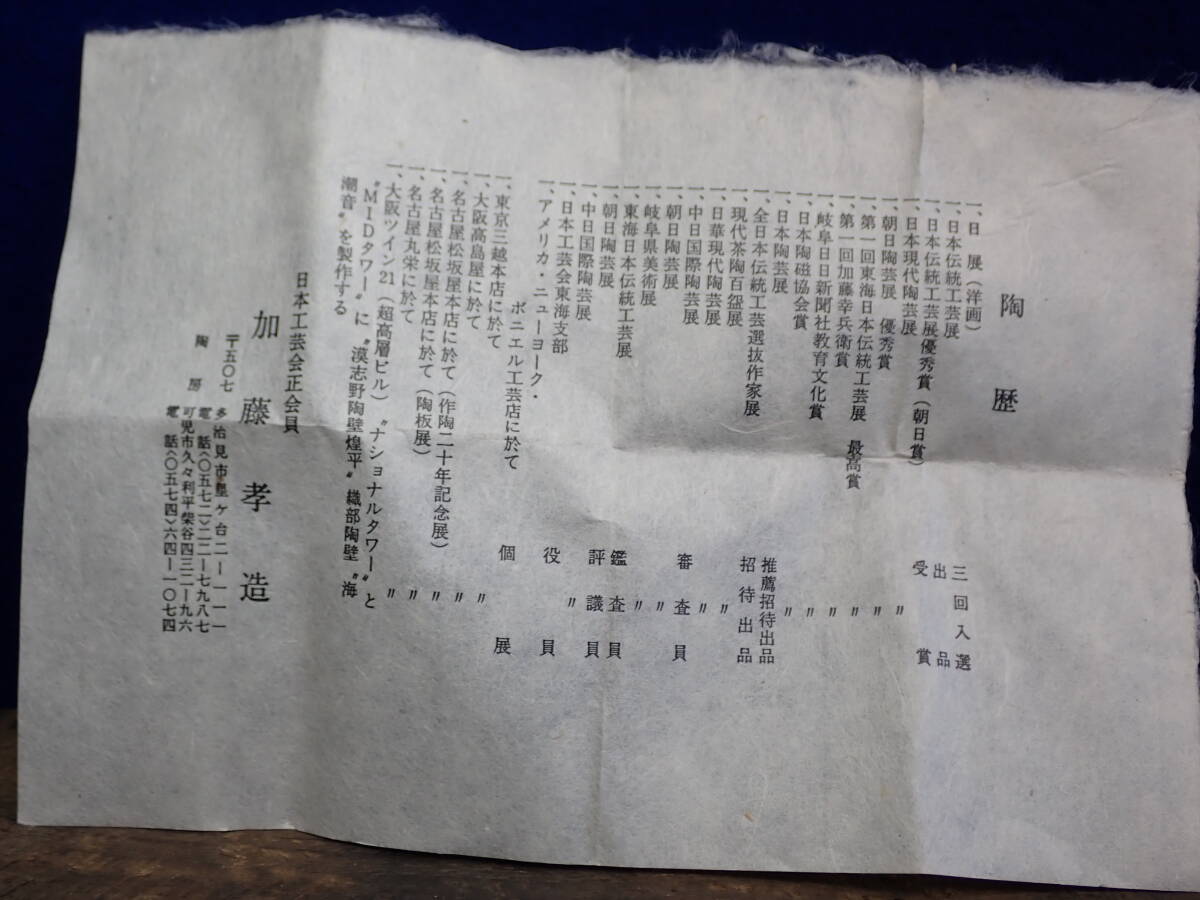 陶歴
一、日展(洋画) 三回入選
一、日本伝統工芸展 出品
一、日本伝統工芸展優秀賞 受賞
一、日本現代陶芸展(朝日賞) 〃
一、朝日陶芸展 優秀賞 〃
一、第一回東海日本伝統工芸展 最高賞 〃
一、第一回加藤幸兵衛賞 〃
一、岐阜日日新聞社教育文化賞 〃
一、日本陶磁協会賞 〃
一、日本陶芸展 推薦招待出品
一、全日本伝統工芸選抜作家展 招待出品
一、現代茶陶百盌展 〃
一、日華現代陶芸展 〃
一、中日国際陶芸展 審査員
一、朝日陶芸展 〃
一、岐阜県美術展 〃
一、東海日本伝統工芸展 鑑査員
一、朝日陶芸展 評議員
一、中日国際陶芸展 〃
一、日本工芸会東海支部 役員
一、アメリカ・ニューヨーク・
ボニエル工芸店に於て 個展
一、東京三越本店に於て 〃
一、大阪高島屋に於て 〃
一、名古屋松坂屋本店に於て(作陶二十年記念展) 〃
一、名古屋松坂屋本店に於て(陶板展) 〃
一、名古屋丸栄に於て 〃
一、大阪ツイン21(超高層ビル) 〝ナショナルタワー〟と
〝MIDタワー〟に〝漠志野陶壁煌平〟織部陶壁〝海
潮音〟を製作する
日本工芸会正会員
加藤孝造
〒五〇七 多治見市星ケ台二ー一一一
電話〈〇五七二〉二二ー七九八七
陶房 可児市久々利平柴谷四三二ー九六
電話〈〇五七四〉六四ー一〇七四